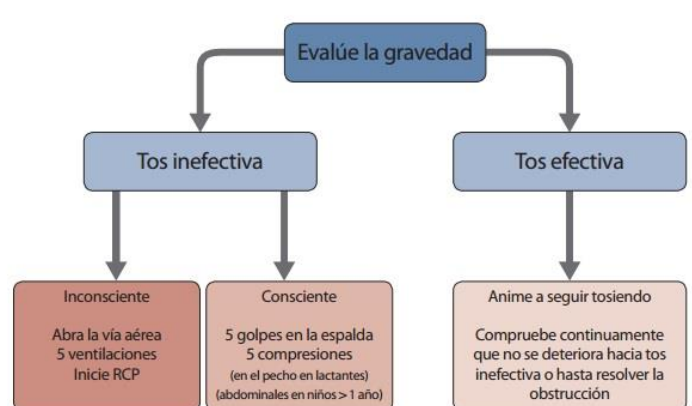 Evalúe la gravedad
Tos inefectiva
Tos efectiva
Inconsciente
Abra la vía aérea
5 ventilaciones
Inicie RCP
Consciente
5 golpes en la espalda
5 compresiones
(en el pecho en lactantes)
(abdominales en niños > 1 año)
Anime a seguir tosiendo
Compruebe continuamente
que no se deteriora hacia tos
inefectiva o hasta resolver la
obstrucción